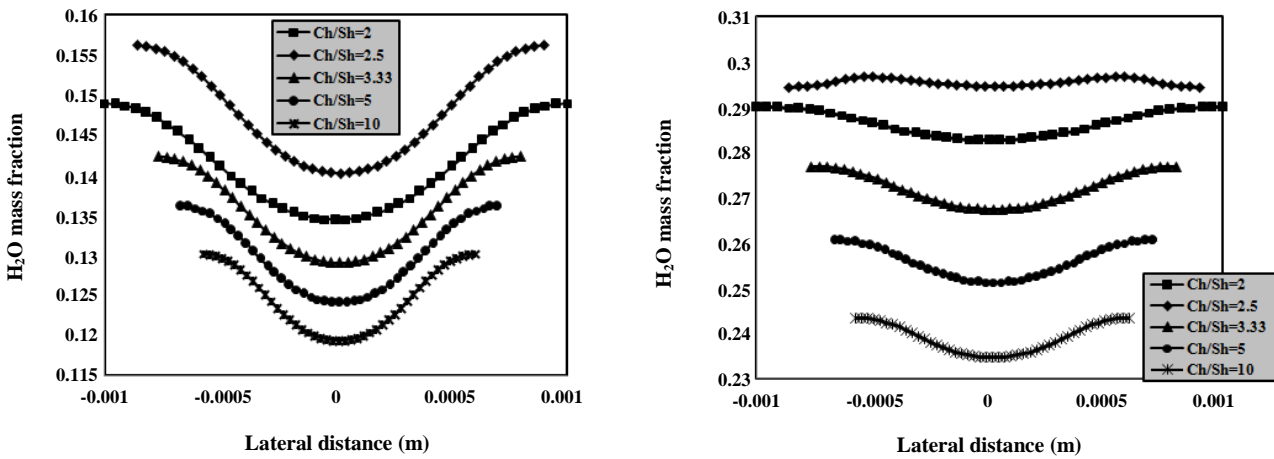 0.16
0.155
0.15
0.145
0.14
0.135
0.13
0.125
0.12
0.115
H₂O mass fraction
Ch/Sh=2
Ch/Sh=2.5
Ch/Sh=3.33
Ch/Sh=5
Ch/Sh=10
-0.001 -0.0005 0 0.0005 0.001
Lateral distance (m)
0.31
0.3
0.29
0.28
0.27
0.26
0.25
0.24
0.23
H₂O mass fraction
Ch/Sh=2
Ch/Sh=2.5
Ch/Sh=3.33
Ch/Sh=5
Ch/Sh=10
-0.001 -0.0005 0 0.0005 0.001
Lateral distance (m)